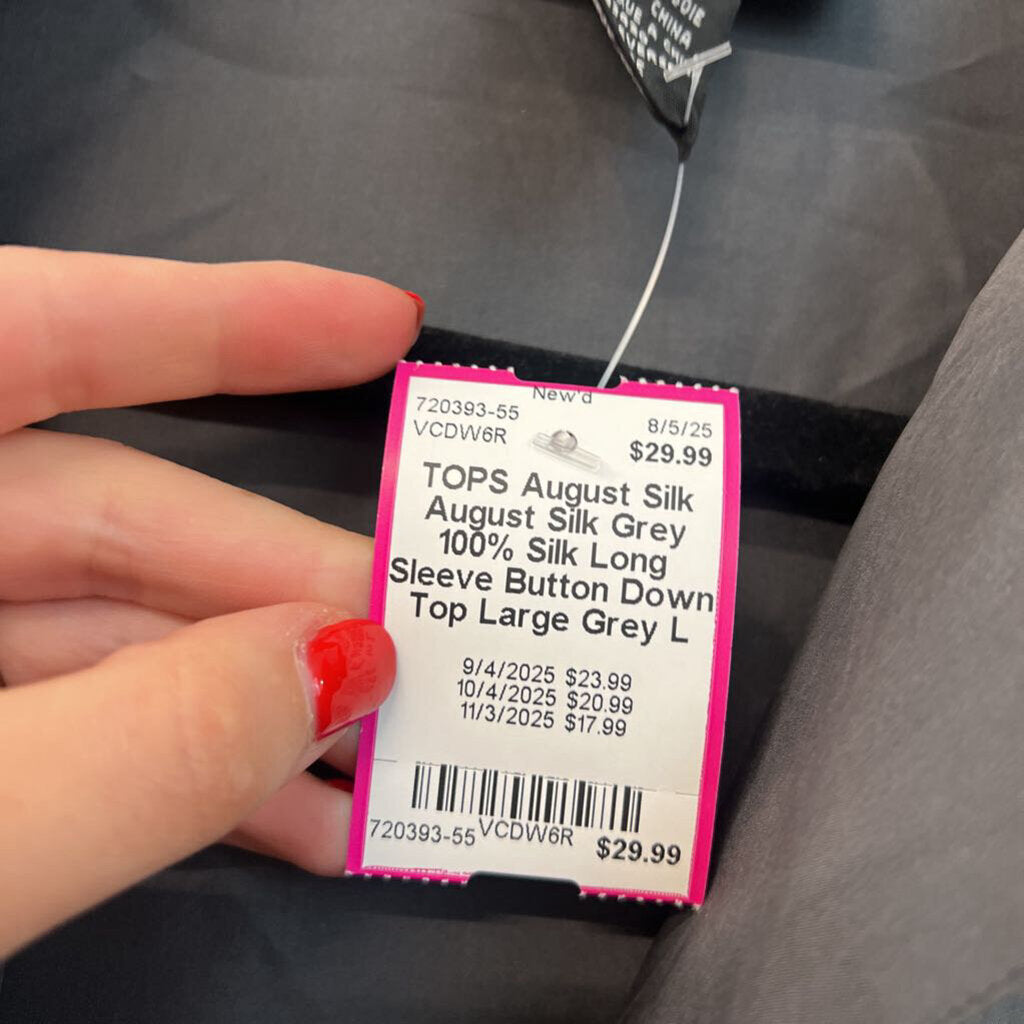 CHINA
New'd
720393-55
8/5/25
VCDW6R
$29.99
TOPS August Silk
August Silk Grey
100% Silk Long
Sleeve Button Down
Top Large Grey L
9/4/2025 $23.99
10/4/2025 $20.99
11/3/2025 $17.99
720393-55 VCDW6R $29.99